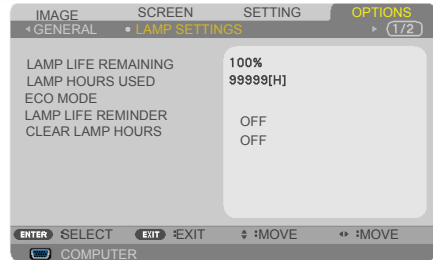 IMAGE SCREEN SETTING OPTIONS
GENERAL LAMP SETTINGS (1/2)
LAMP LIFE REMAINING 100%
LAMP HOURS USED 99999[H]
ECO MODE
LAMP LIFE REMINDER OFF
CLEAR LAMP HOURS OFF
ENTER SELECT EXIT :EXIT :MOVE :MOVE
COMPUTER